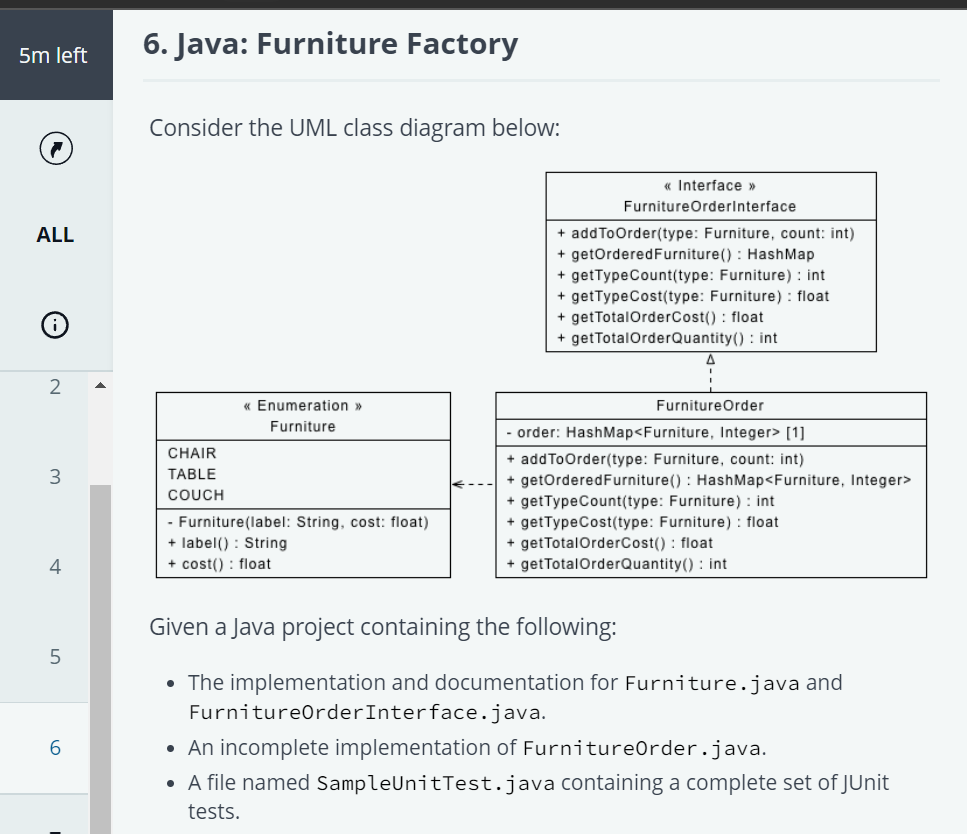 5m left
6. Java: Furniture Factory
Consider the UML class diagram below:
ALL
2
3
4
5
6
« Interface »
FurnitureOrderInterface
+ addToOrder(type: Furniture, count: int)
+ getOrderedFurniture() : HashMap
+ getTypeCount(type: Furniture) : int
+ getTypeCost(type: Furniture) : float
+ getTotalOrderCost() : float
+ getTotalOrderQuantity() : int
« Enumeration »
Furniture
CHAIR
TABLE
COUCH
- Furniture(label: String, cost: float)
+ label() : String
+ cost() : float
FurnitureOrder
- order: HashMap<Furniture, Integer> [1]
+ addToOrder(type: Furniture, count: int)
+ getOrderedFurniture() : HashMap<Furniture, Integer>
+ getTypeCount(type: Furniture) : int
+ getTypeCost(type: Furniture) : float
+ getTotalOrderCost() : float
+ getTotalOrderQuantity() : int
Given a Java project containing the following:
• The implementation and documentation for Furniture.java and
FurnitureOrderInterface.java.
• An incomplete implementation of FurnitureOrder.java.
• A file named SampleUnitTest.java containing a complete set of JUnit
tests.